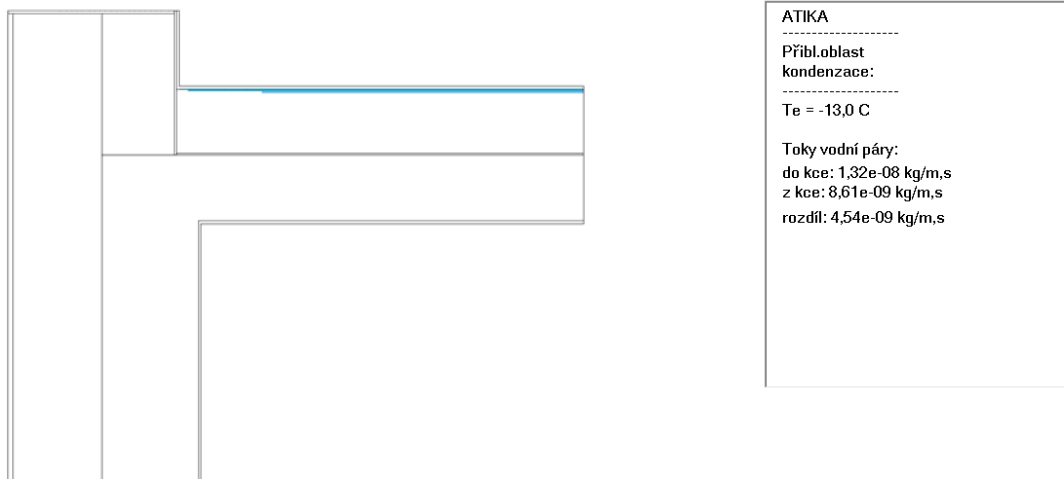 ATIKA
--------------------
Přibl.oblast
kondenzace:
--------------------
Te = -13,0 C
Toky vodní páry:
do kce: 1,32e-08 kg/m,s
z kce: 8,61e-09 kg/m,s
rozdíl: 4,54e-09 kg/m,s